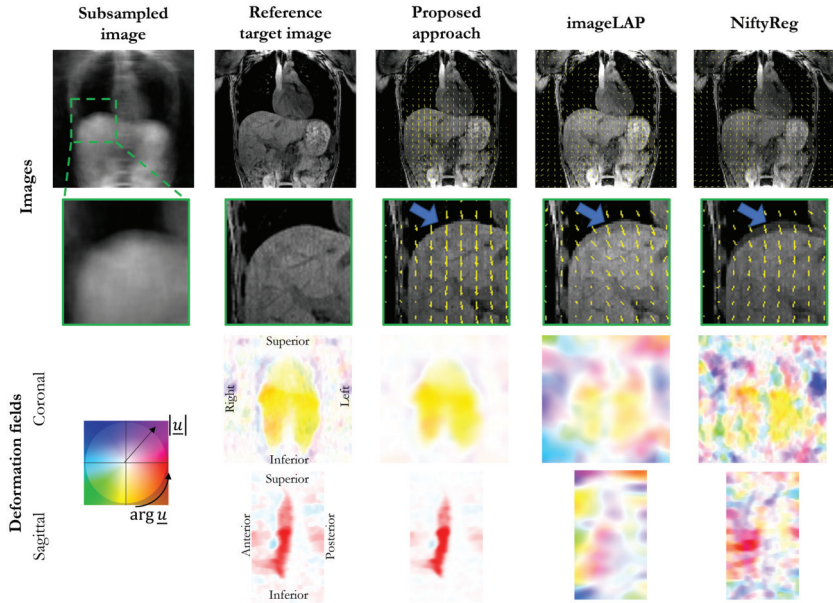 Subsampled
image
Reference
target image
Proposed
approach
imageLAP
NiftyReg
Images
Deformation fields
Coronal
Superior
Right
Left
Inferior
|u|
arg u
Sagittal
Superior
Anterior
Posterior
Inferior